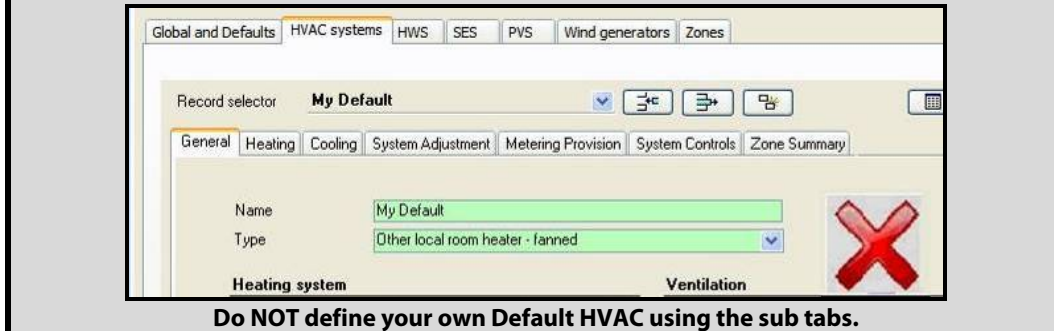 Global and Defaults HVAC systems HWS SES PVS Wind generators Zones
Record selector My Default
General Heating Cooling System Adjustment Metering Provision System Controls Zone Summary
Name My Default
Type Other local room heater - fanned
Heating system Ventilation
Do NOT define your own Default HVAC using the sub tabs.